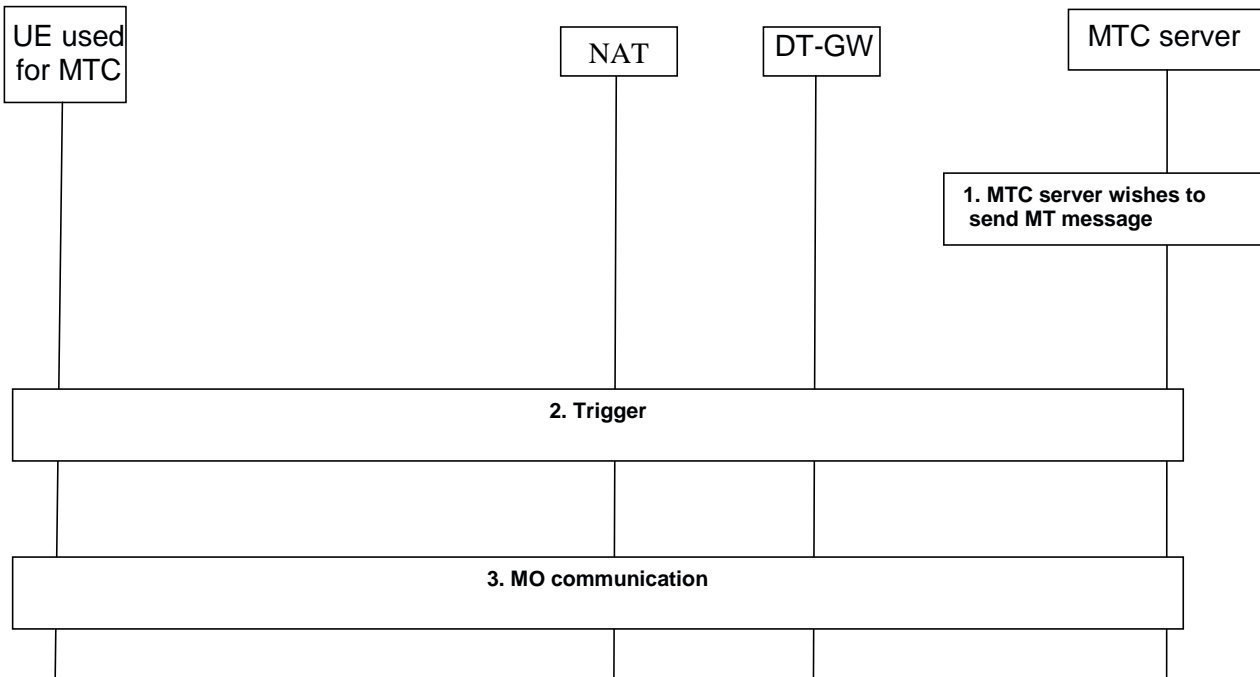 UE used
for MTC
NAT
DT-GW
MTC server
1. MTC server wishes to
send MT message
2. Trigger
3. MO communication